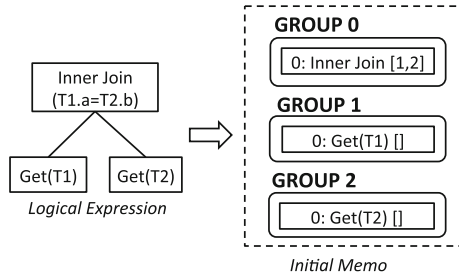 Inner Join
(T1.a=T2.b)
Get(T1)
Get(T2)
Logical Expression
GROUP 0
0: Inner Join [1,2]
GROUP 1
0: Get(T1) []
GROUP 2
0: Get(T2) []
Initial Memo